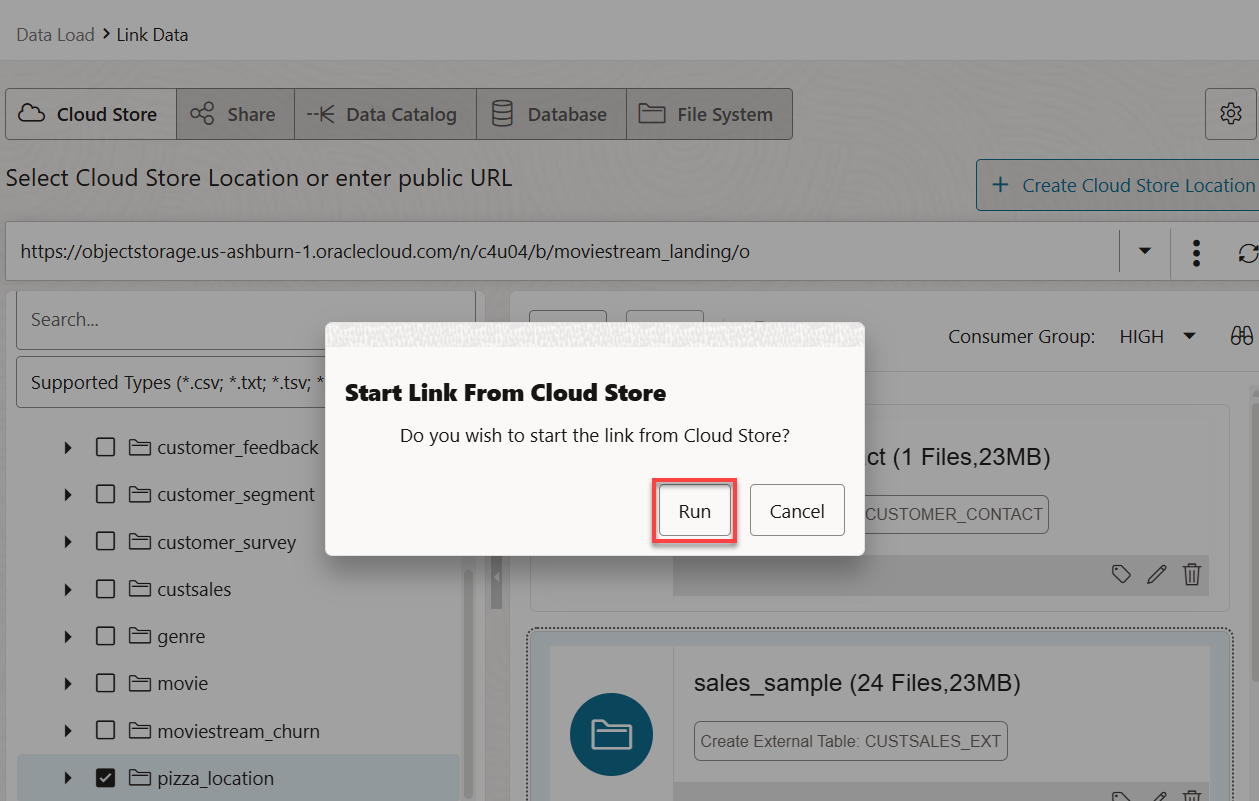 Data Load > Link Data
Cloud Store
Share
Data Catalog
Database
File System
Select Cloud Store Location or enter public URL
+ Create Cloud Store Location
https://objectstorage.us-ashburn-1.oraclecloud.com/n/c4u04/b/moviestream_landing/o
Search...
Consumer Group: HIGH
Supported Types (*.csv; *.txt; *.tsv; *
Start Link From Cloud Store
Do you wish to start the link from Cloud Store?
Run
Cancel
customer_feedback
customer_segment
customer_survey
custsales
genre
movie
moviestream_churn
pizza_location
ct (1 Files,23MB)
CUSTOMER_CONTACT
sales_sample (24 Files,23MB)
Create External Table: CUSTSALES_EXT